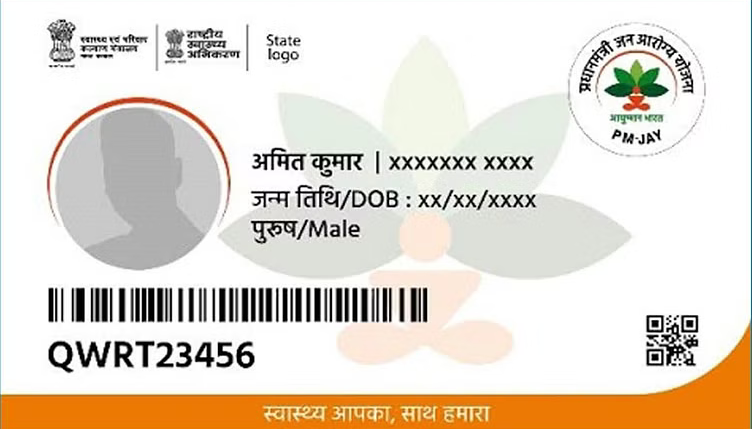 स्वास्थ्य एवं परिवार
कल्याण मंत्रालय
भारत सरकार
राष्ट्रीय
स्वास्थ्य
अधिकरण
State
logo
प्रधानमंत्री जन आरोग्य योजना
आयुष्मान भारत
PM-JAY
अमित कुमार | xxxxxxx xxxx
जन्म तिथि/DOB : xx/xx/xxxx
पुरुष/Male
QWRT23456
स्वास्थ्य आपका, साथ हमारा